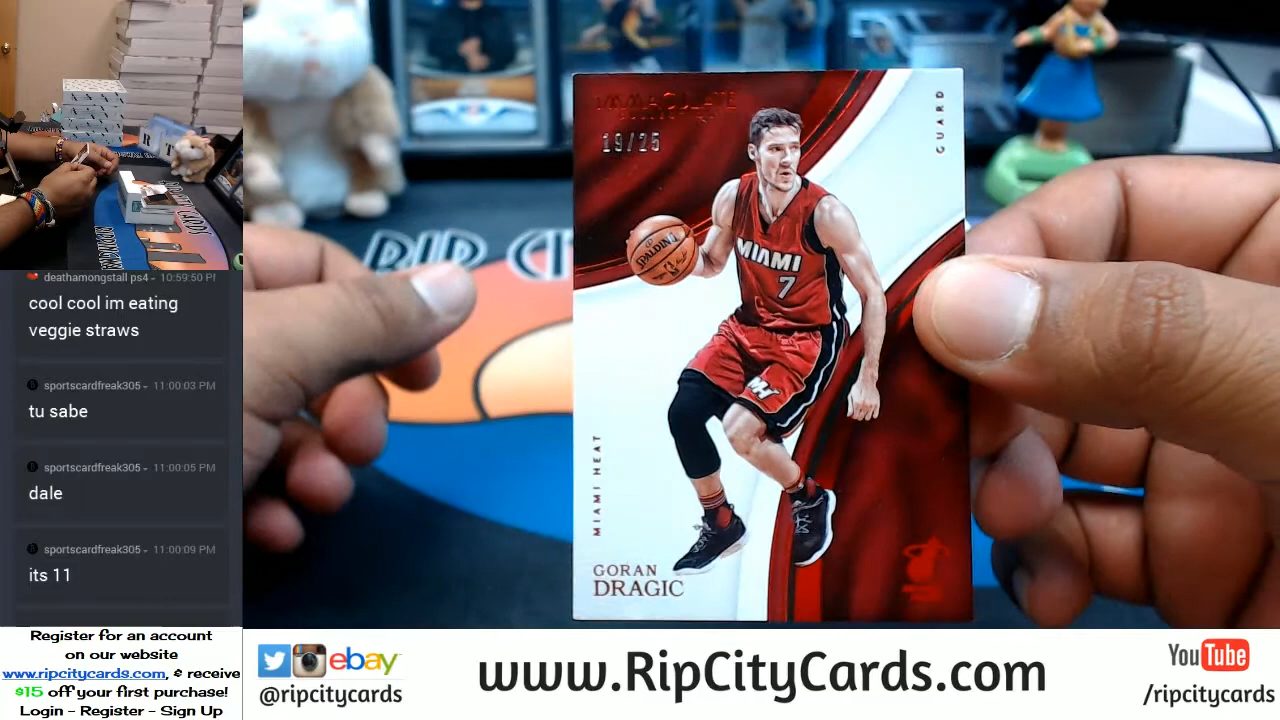 deathamongstall ps4 - 10:59:50 P
cool cool im eating
veggie straws
sportscardfreak305 - 11:00:03 PM
tu sabe
sportscardfreak305 - 11:00:05 PM
dale
sportscardfreak305 - 11:00:09 PM
its 11
Register for an account
on our website
www.ripcitycards.com, & receive
$15 off your first purchase!
Login - Register - Sign Up
RIP CI
IMMACULATE
19/25
GUARD
SPALDING
MIAMI
7
MIAMI HEAT
GORAN
DRAGIC
ebay
@ripcitycards
www.RipCityCards.com
YouTube
/ripcitycards